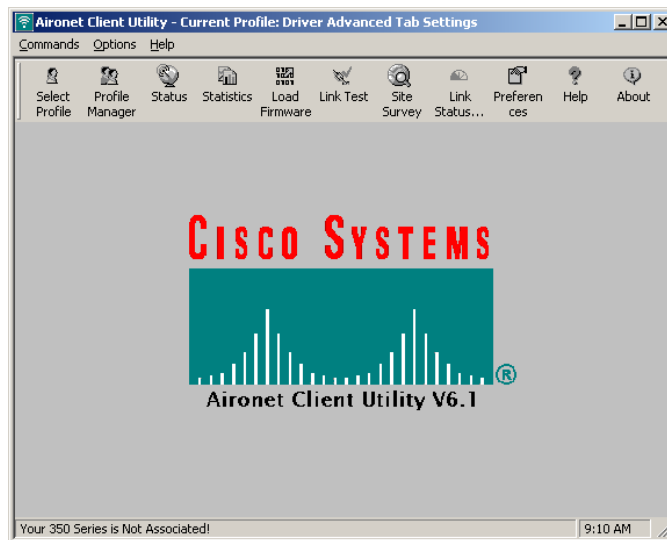 Aironet Client Utility - Current Profile: Driver Advanced Tab Settings
Commands Options Help
Select Profile
Profile Manager
Status
Statistics
Load Firmware
Link Test
Site Survey
Link Status...
Preferen ces
Help
About
CISCO SYSTEMS
®
Aironet Client Utility V6.1
Your 350 Series is Not Associated!
9:10 AM